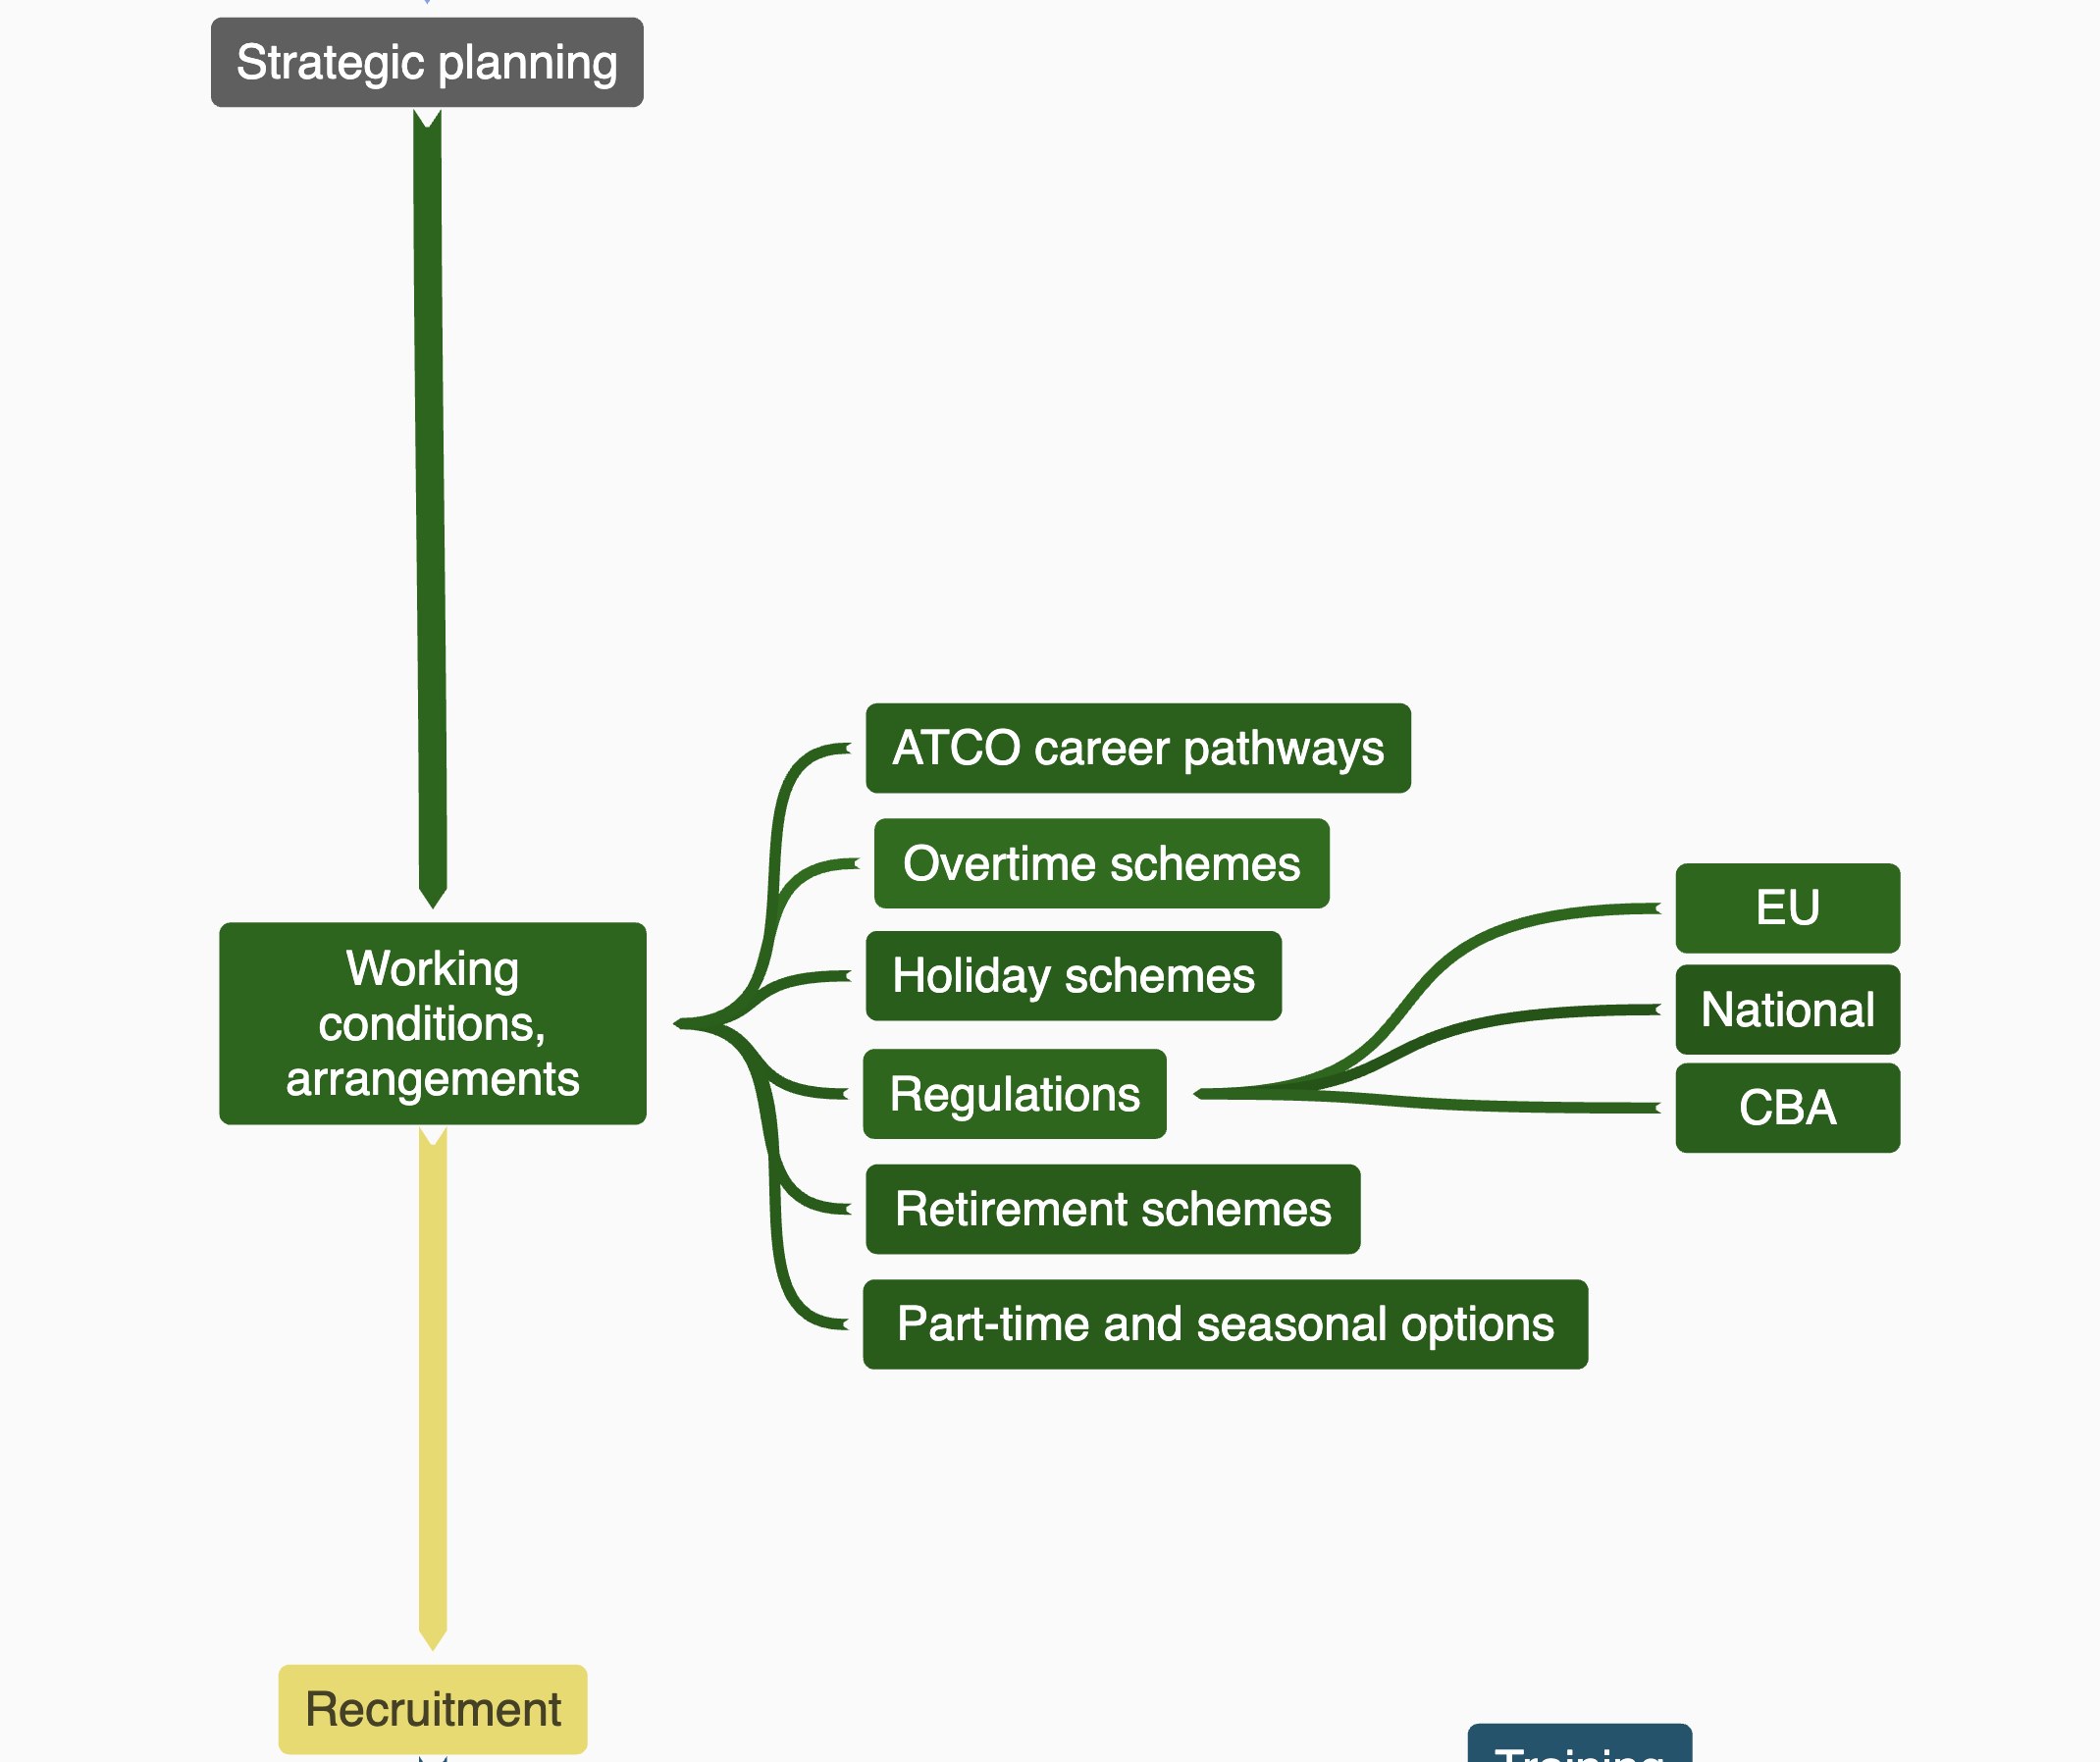 Strategic planning
ATCO career pathways
Overtime schemes
Holiday schemes
Regulations
Retirement schemes
Part-time and seasonal options
EU
National
CBA
Working
conditions,
arrangements
Recruitment
Training